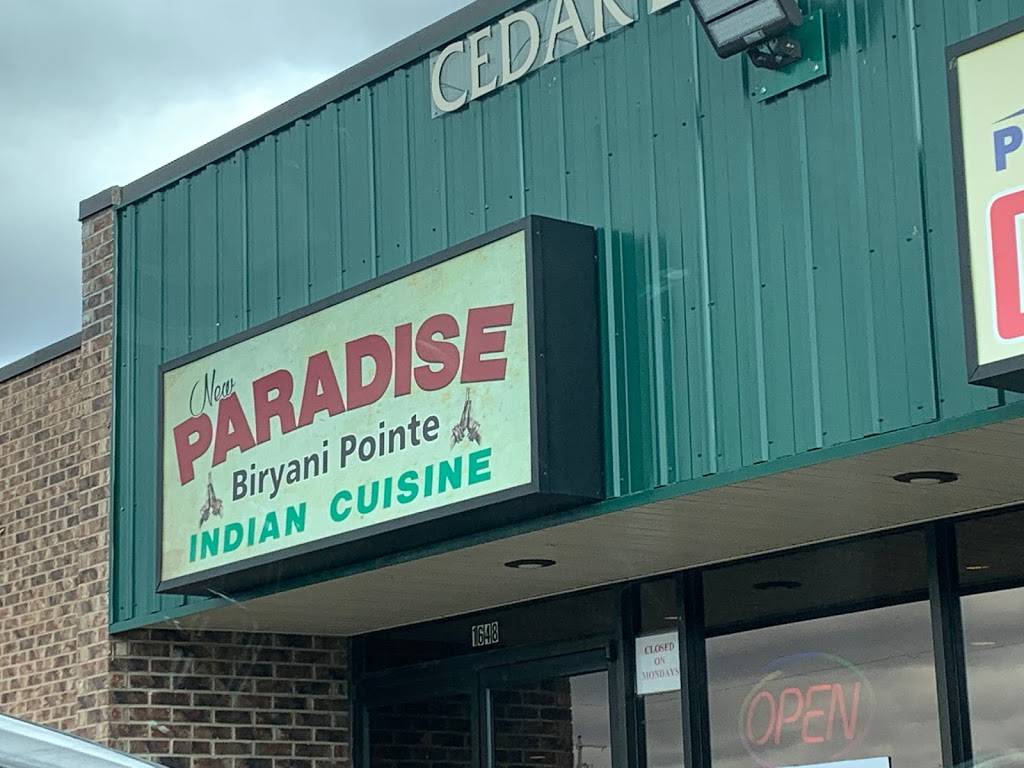 New
PARADISE
Biryani Pointe
INDIAN CUISINE
1648
CLOSED
ON
MONDAYS
OPEN